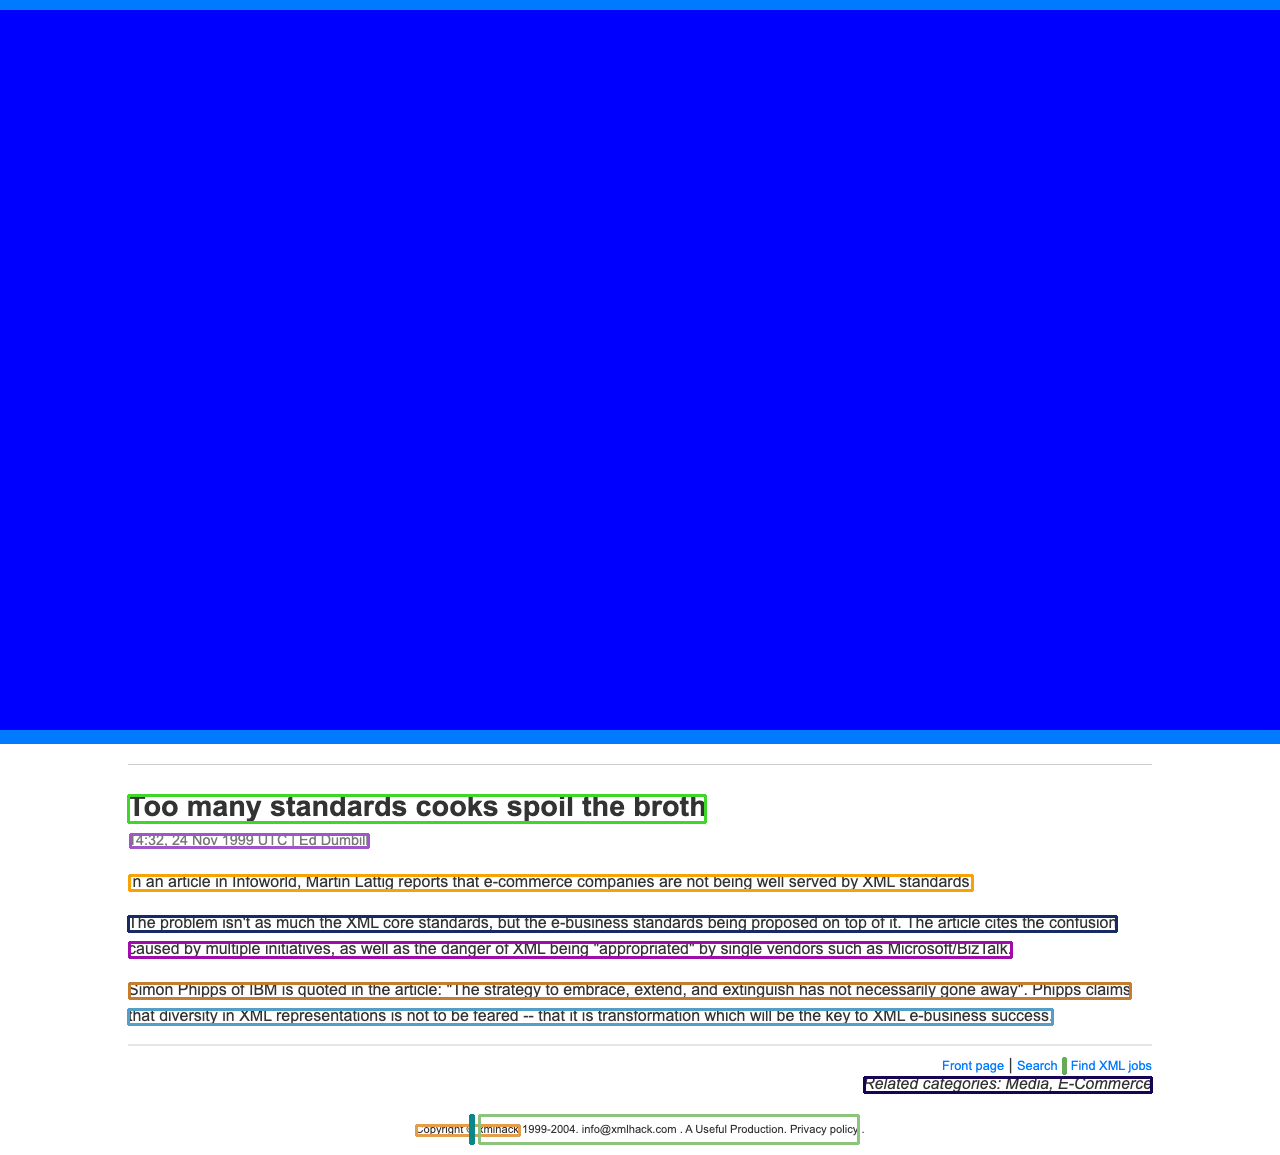 Too many standards cooks spoil the broth
14:32, 24 Nov 1999 UTC | Ed Dumbill
In an article in Infoworld, Martin Lattig reports that e-commerce companies are not being well served by XML standards.
The problem isn't as much the XML core standards, but the e-business standards being proposed on top of it. The article cites the confusion
caused by multiple initiatives, as well as the danger of XML being "appropriated" by single vendors such as Microsoft/BizTalk.
Simon Phipps of IBM is quoted in the article: "The strategy to embrace, extend, and extinguish has not necessarily gone away". Phipps claims
that diversity in XML representations is not to be feared -- that it is transformation which will be the key to XML e-business success.
Front page | Search | Find XML jobs
Related categories: Media, E-Commerce
Copyright © xmlhack 1999-2004. info@xmlhack.com . A Useful Production. Privacy policy .